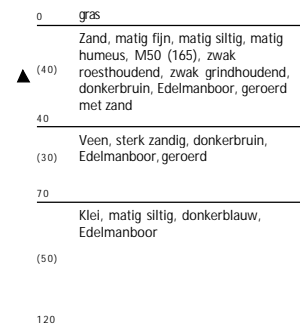 0 gras
Zand, matig fijn, matig siltig, matig
humeus, M50 (165), zwak
(40) roesthoudend, zwak grindhoudend,
donkerbruin, Edelmanboor, geroerd
met zand
40
Veen, sterk zandig, donkerbruin,
(30) Edelmanboor, geroerd
70
Klei, matig siltig, donkerblauw,
Edelmanboor
(50)
120